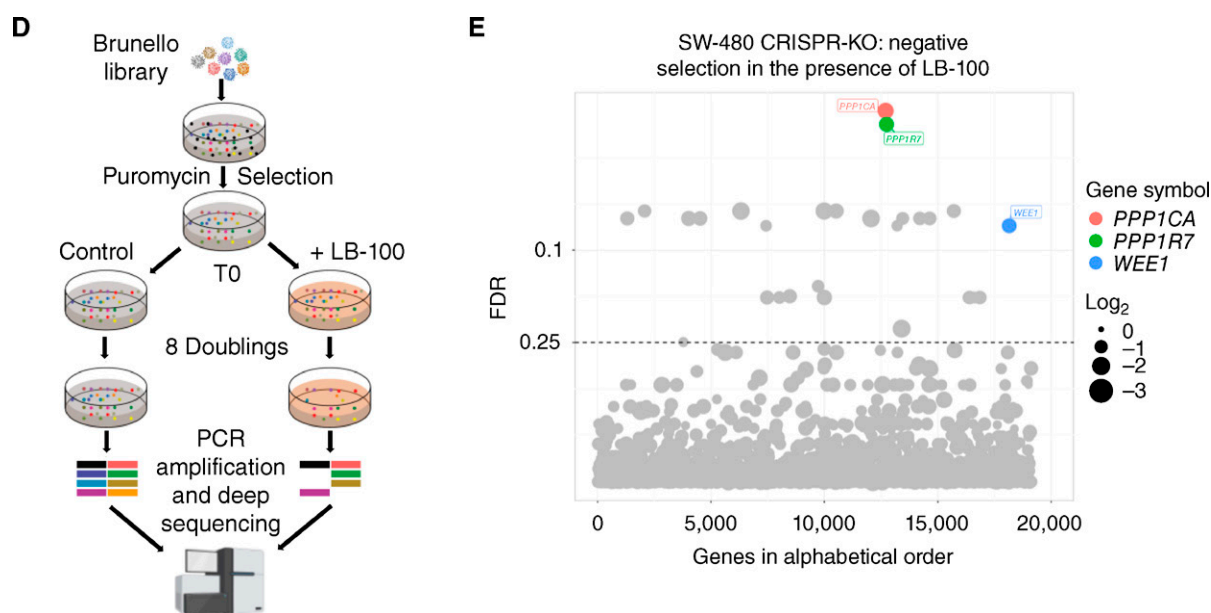 D
Brunello
library
Puromycin Selection
Control
T0
+ LB-100
8 Doublings
PCR
amplification
and deep
sequencing
E
SW-480 CRISPR-KO: negative
selection in the presence of LB-100
PPP1CA
PPP1R7
WEE1
0.1
FDR
0.25
0 5,000 10,000 15,000 20,000
Genes in alphabetical order
Gene symbol
PPP1CA
PPP1R7
WEE1
Log2
0
–1
–2
–3